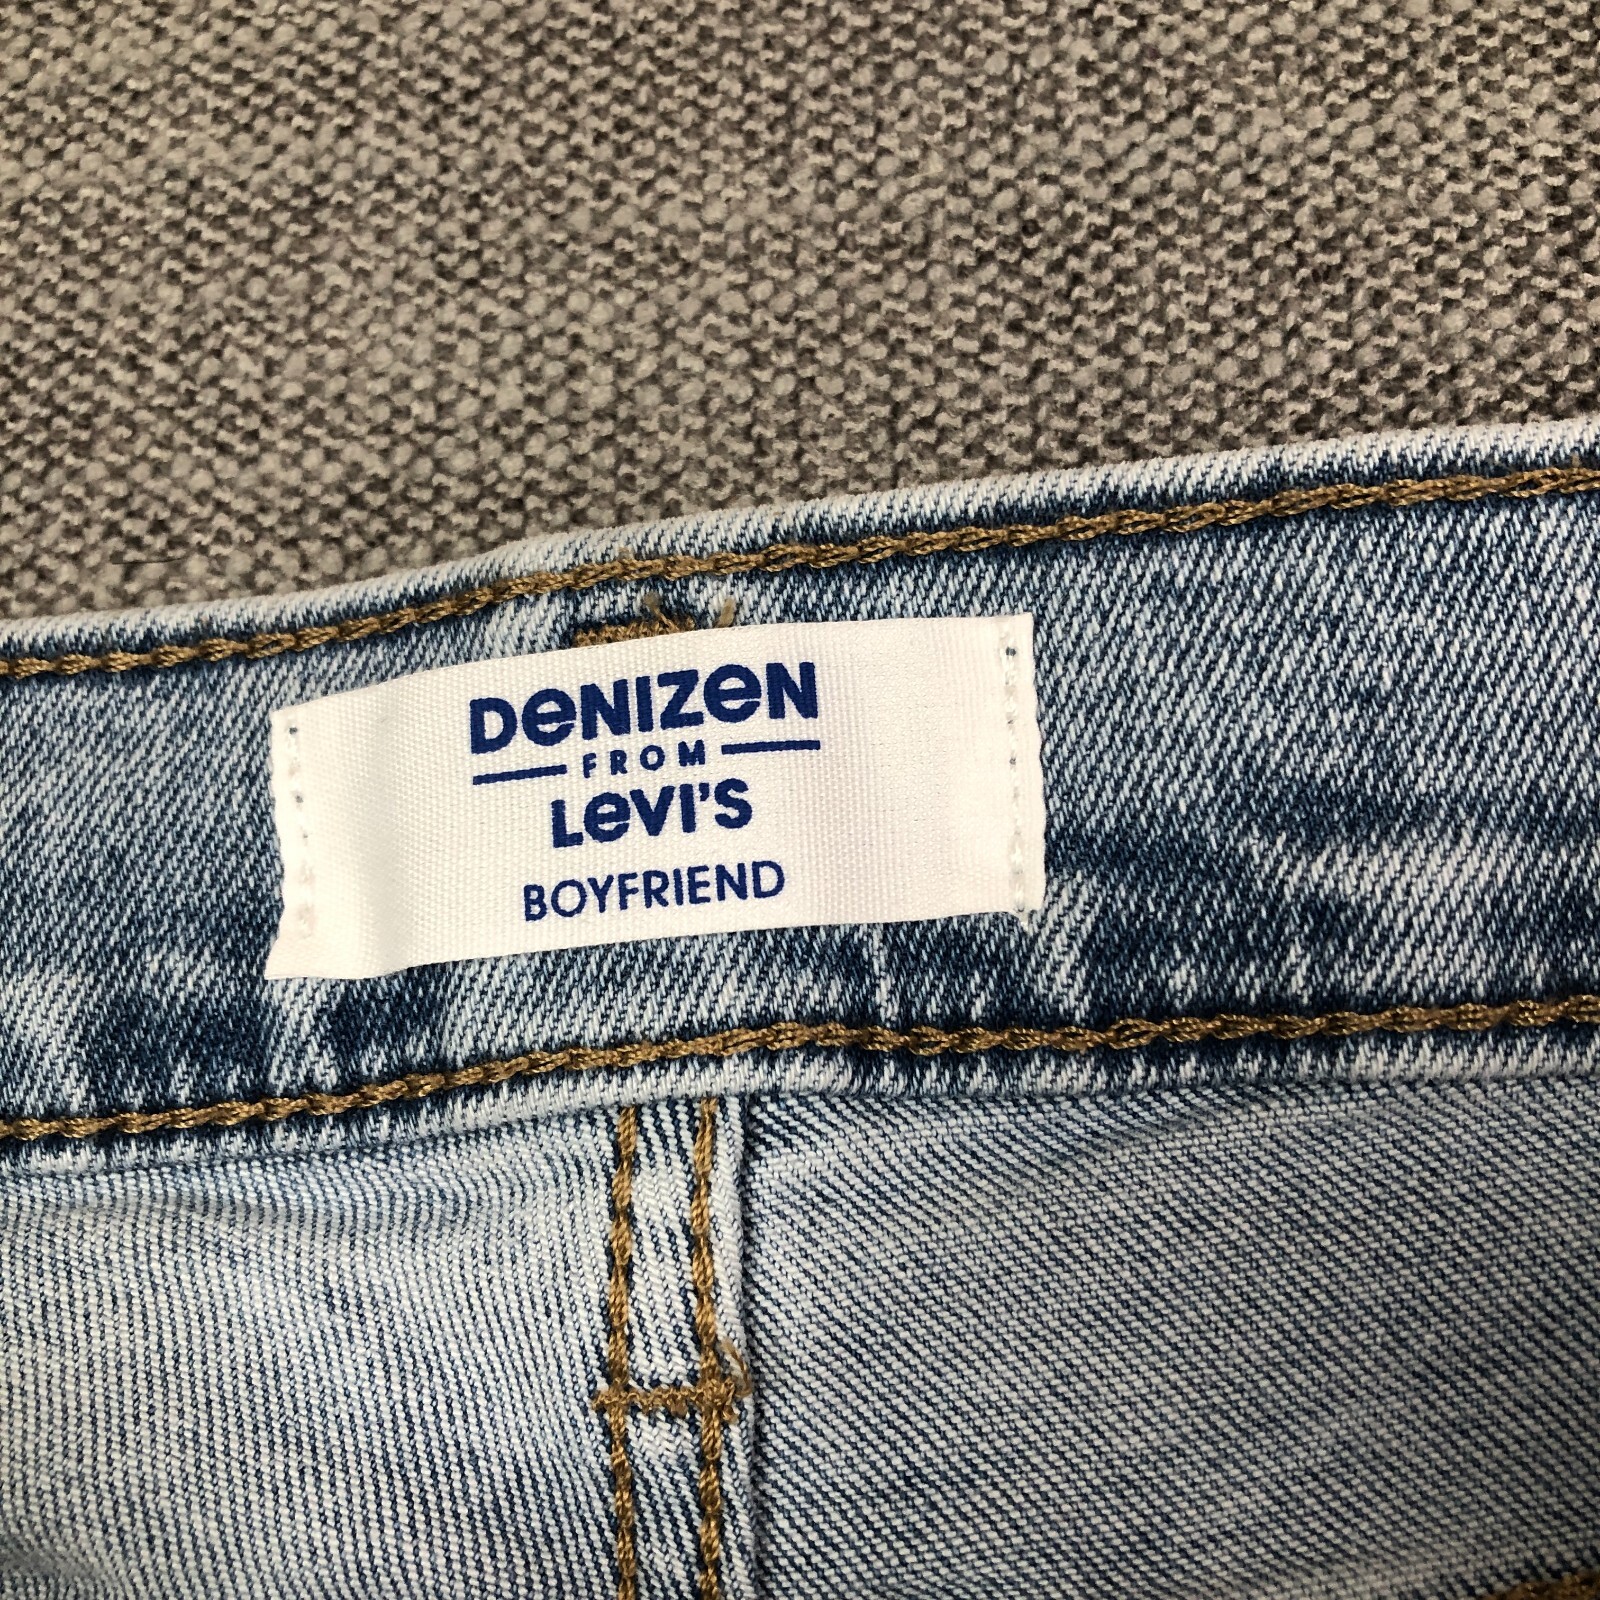 DeNIZeN
FROM
LeVI'S
BOYFRIEND